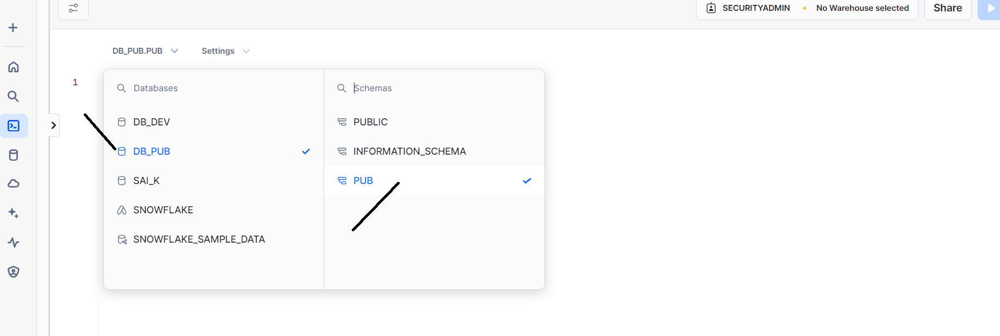 SECURITYADMIN No Warehouse selected Share
DB_PUB.PUB Settings
1
Databases
DB_DEV
DB_PUB
SAI_K
SNOWFLAKE
SNOWFLAKE_SAMPLE_DATA
Schemas
PUBLIC
INFORMATION_SCHEMA
PUB